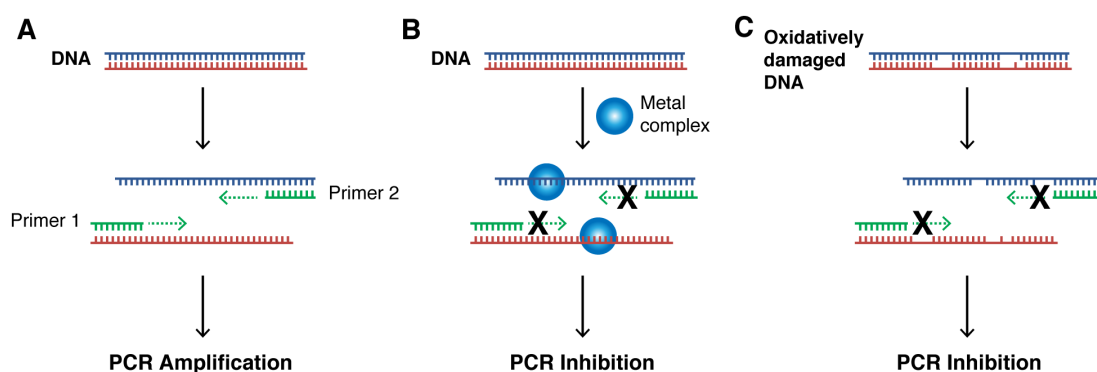 A
DNA
Primer 2
Primer 1
PCR Amplification
B
DNA
Metal
complex
X
X
PCR Inhibition
C
Oxidatively
damaged
DNA
X
X
PCR Inhibition